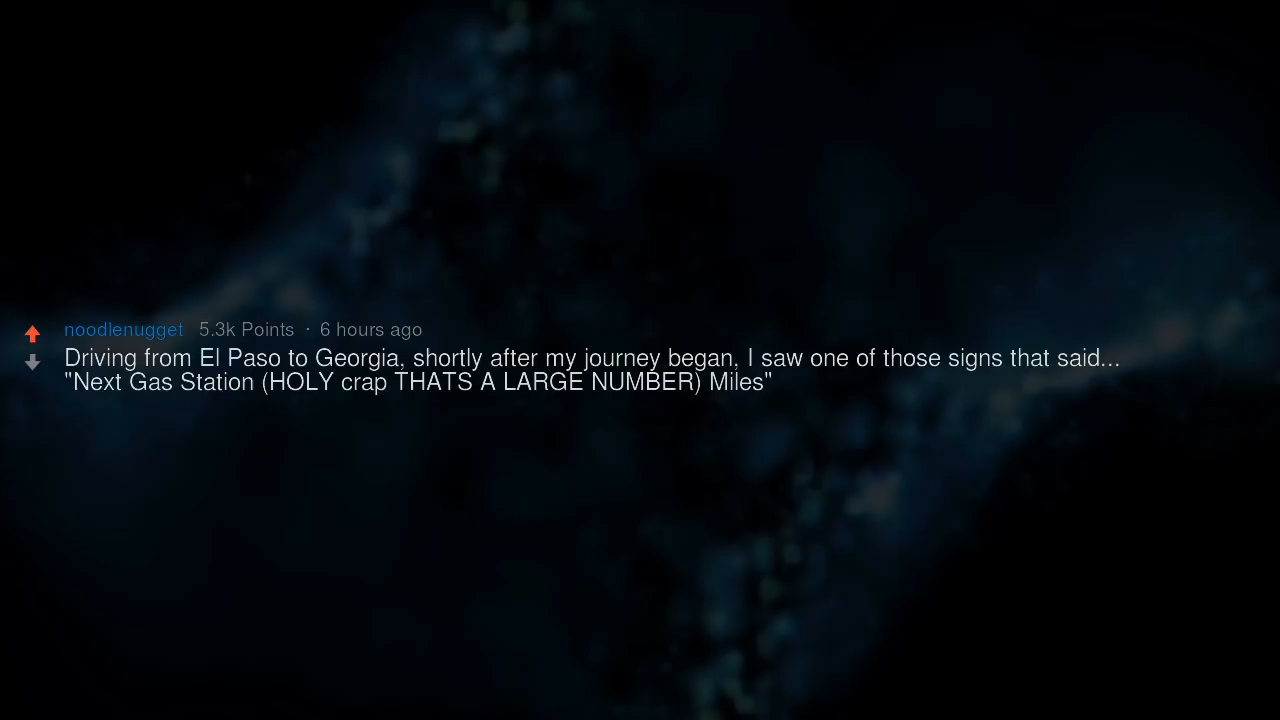 noodlenugget 5.3k Points · 6 hours ago
Driving from El Paso to Georgia, shortly after my journey began, I saw one of those signs that said...
"Next Gas Station (HOLY crap THATS A LARGE NUMBER) Miles"